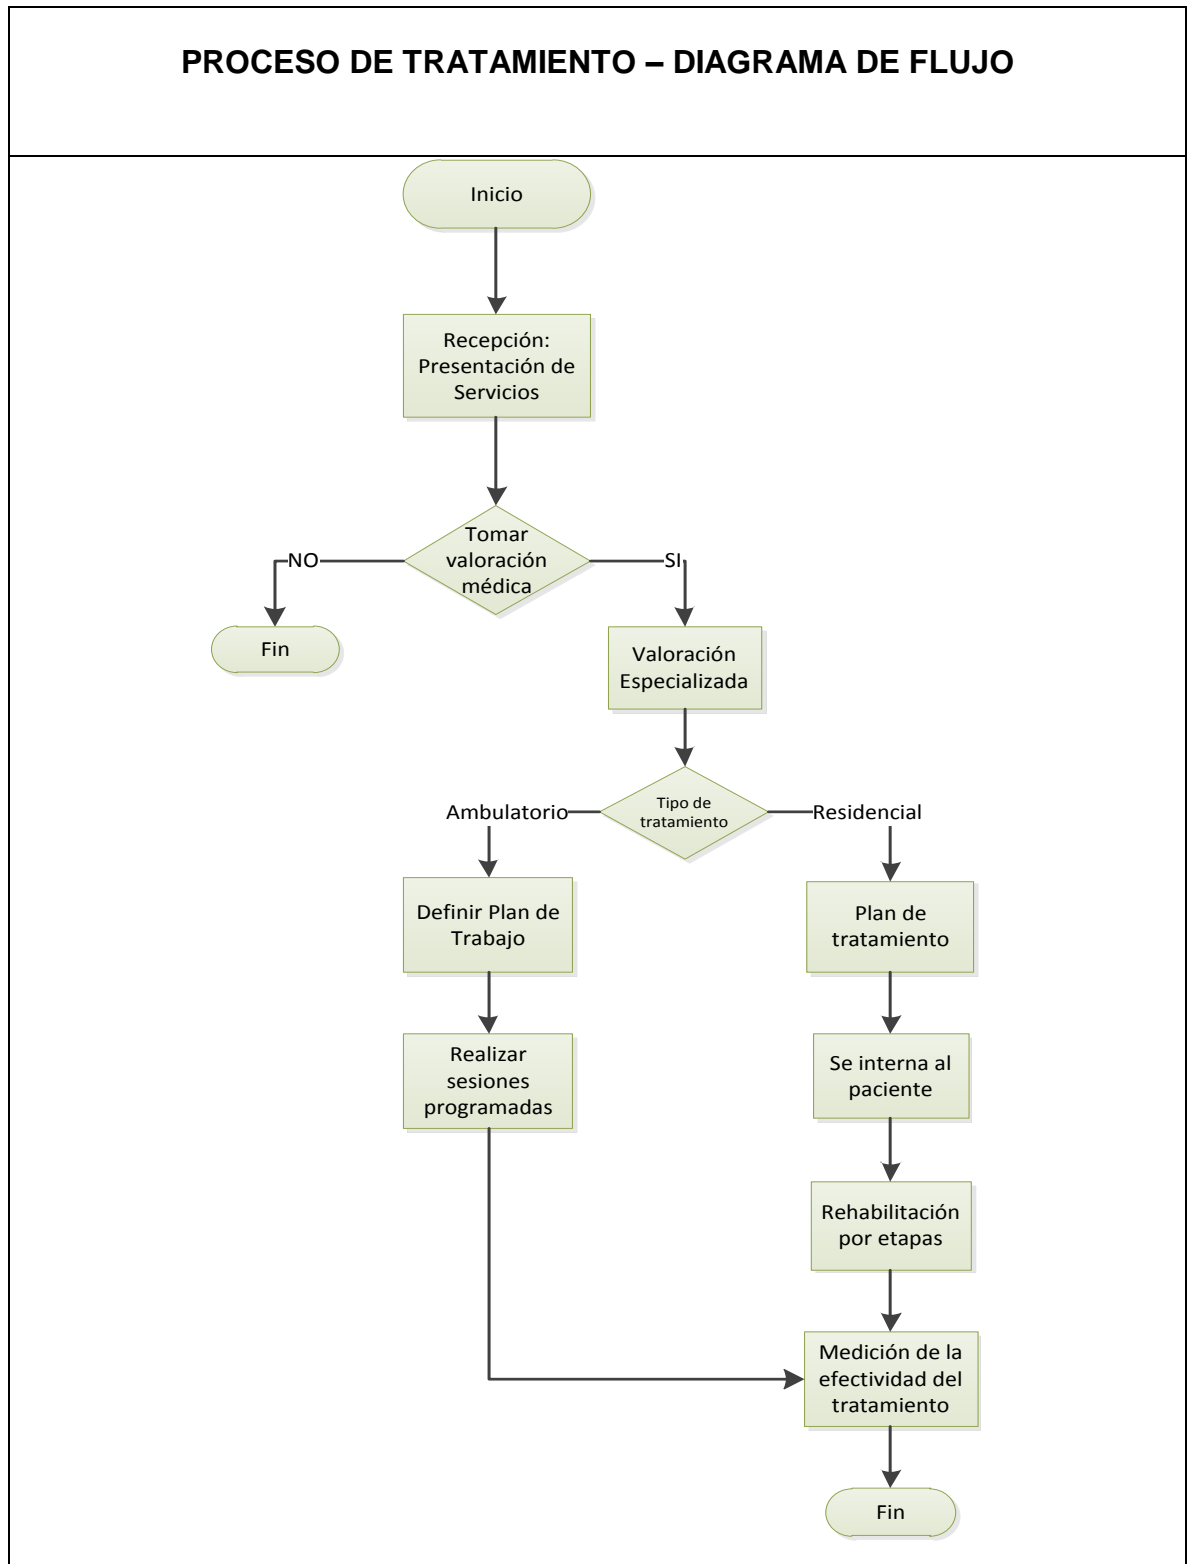 PROCESO DE TRATAMIENTO – DIAGRAMA DE FLUJO
Inicio
Recepción:
Presentación de
Servicios
Tomar
valoración
médica
NO
SI
Fin
Valoración
Especializada
Tipo de
tratamiento
Ambulatorio
Residencial
Definir Plan de
Trabajo
Plan de
tratamiento
Realizar
sesiones
programadas
Se interna al
paciente
Rehabilitación
por etapas
Medición de la
efectividad del
tratamiento
Fin